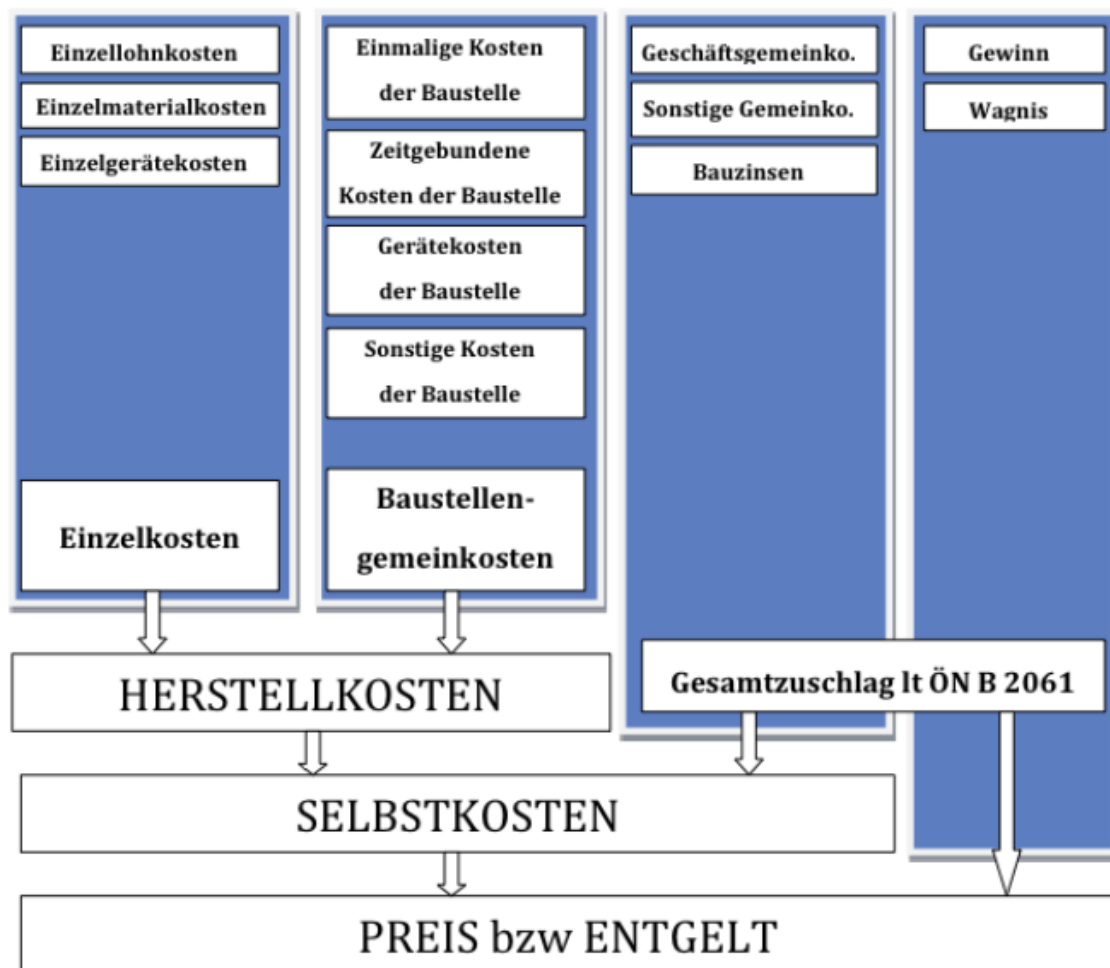 Einzellohnkosten
Einzelmaterialkosten
Einzelgerätekosten
Einzelkosten
Einmalige Kosten
der Baustelle
Zeitgebundene
Kosten der Baustelle
Gerätekosten
der Baustelle
Sonstige Kosten
der Baustelle
Baustellen-
gemeinkosten
Geschäftsgemeinko.
Sonstige Gemeinko.
Bauzinsen
Gewinn
Wagnis
Gesamtzuschlag lt ÖN B 2061
HERSTELLKOSTEN
SELBSTKOSTEN
PREIS bzw ENTGELT